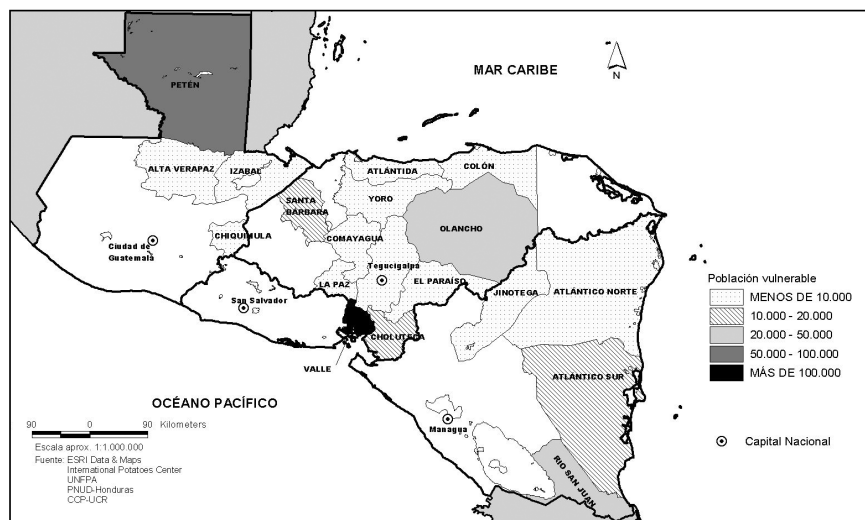 MAR CARIBE
N
PETÉN
ALTA VERAPAZ
IZABAL
ATLÁNTIDA
COLÓN
SANTA
BÁRBARA
YORO
OLANCHO
CHIQUIMULA
COMAYAGUA
Ciudad de
Guatemala
Tegucigalpa
LA PAZ
EL PARAÍSO
JINOTEGA
ATLÁNTICO NORTE
San Salvador
CHOLUTECA
VALLE
ATLÁNTICO SUR
Managua
RIO SAN JUAN
OCÉANO PACÍFICO
90 0 90 Kilometers
Escala aprox. 1:1.000.000
Fuente: ESRI Data & Maps
International Potatoes Center
UNFPA
PNUD-Honduras
CCP-UCR
Población vulnerable
MENOS DE 10.000
10.000 - 20.000
20.000 - 50.000
50.000 - 100.000
MÁS DE 100.000
Capital Nacional